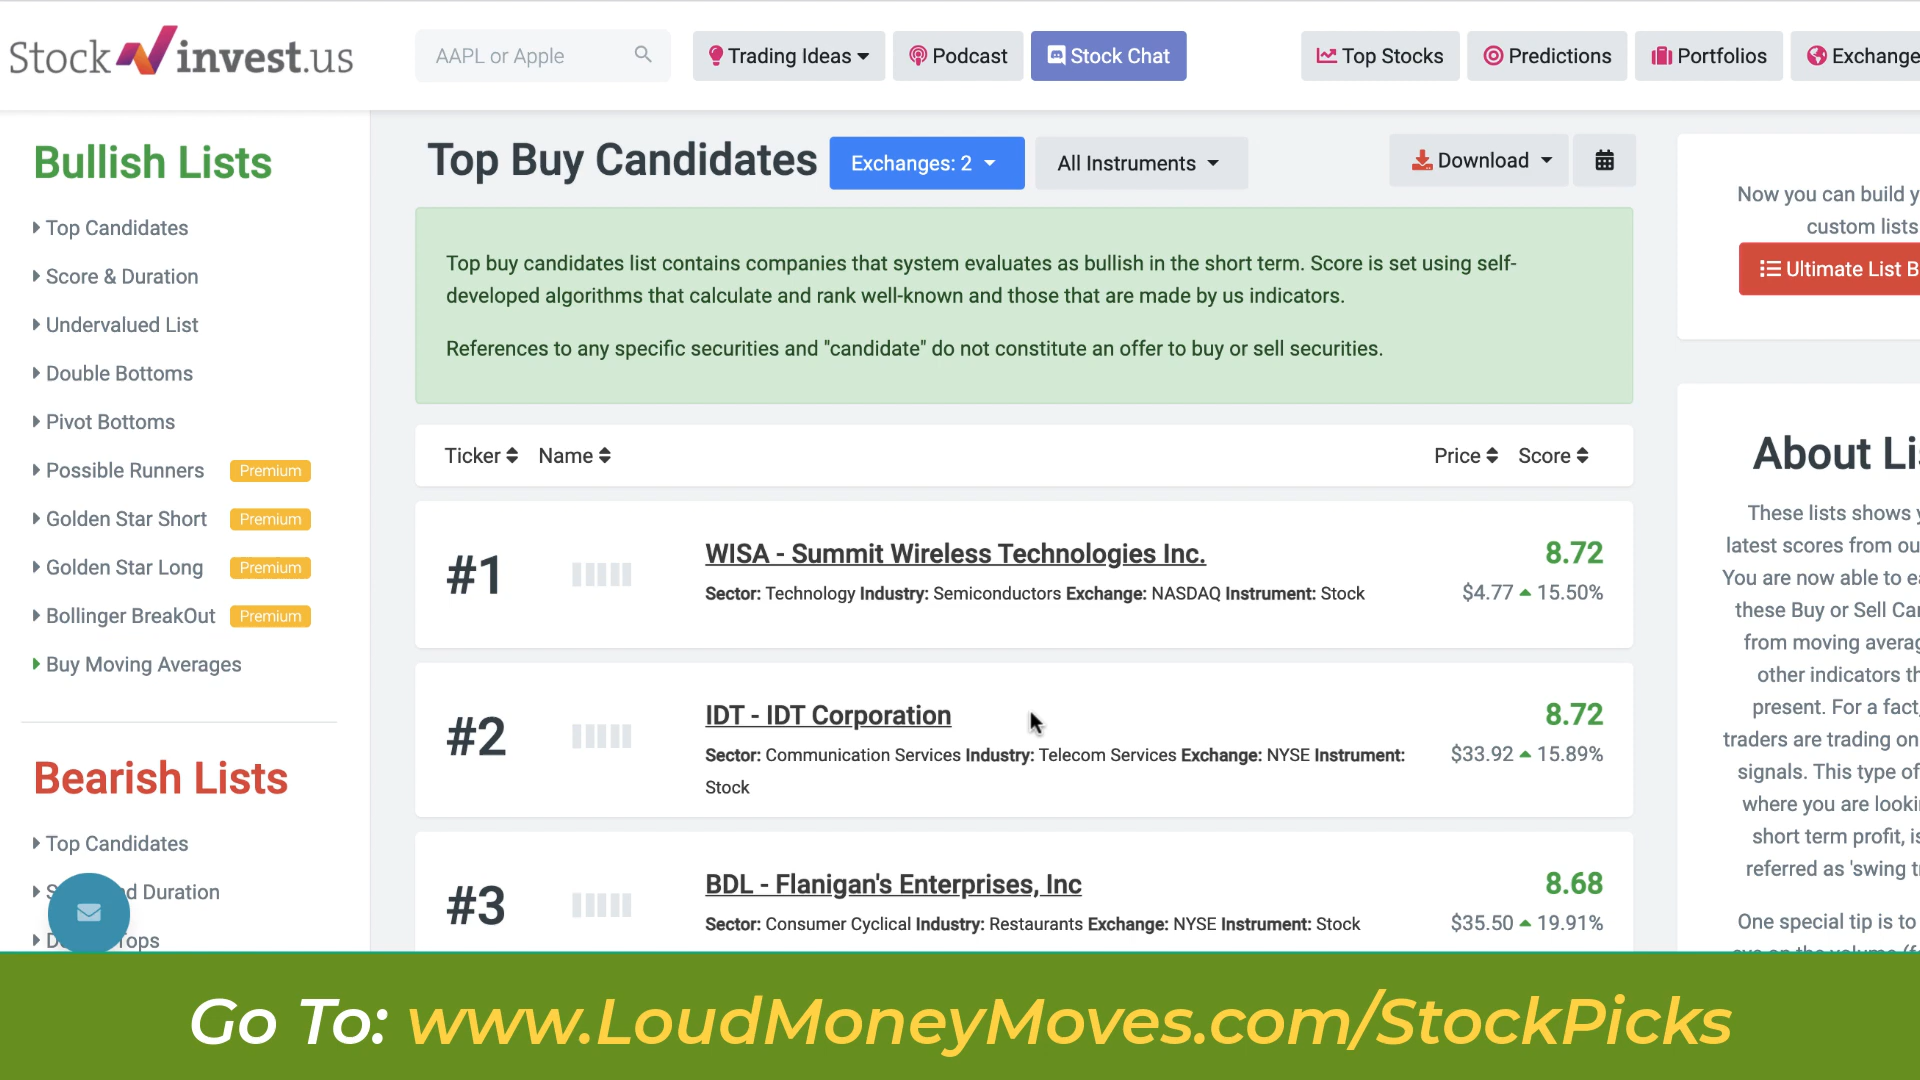 Stock invest.us
AAPL or Apple
Trading Ideas
Podcast
Stock Chat
Top Stocks
Predictions
Portfolios
Exchange
Bullish Lists
Top Candidates
Score & Duration
Undervalued List
Double Bottoms
Pivot Bottoms
Possible Runners Premium
Golden Star Short Premium
Golden Star Long Premium
Bollinger BreakOut Premium
Buy Moving Averages
Bearish Lists
Top Candidates
d Duration
Top Buy Candidates
Exchanges: 2
All Instruments
Download
Top buy candidates list contains companies that system evaluates as bullish in the short term. Score is set using self-
developed algorithms that calculate and rank well-known and those that are made by us indicators.
References to any specific securities and "candidate" do not constitute an offer to buy or sell securities.
Ticker Name Price Score
#1
WISA - Summit Wireless Technologies Inc.
8.72
Sector: Technology Industry: Semiconductors Exchange: NASDAQ Instrument: Stock
$4.77 15.50%
#2
IDT - IDT Corporation
8.72
Sector: Communication Services Industry: Telecom Services Exchange: NYSE Instrument:
Stock
$33.92 15.89%
#3
BDL - Flanigan's Enterprises, Inc
8.68
Sector: Consumer Cyclical Industry: Restaurants Exchange: NYSE Instrument: Stock
$35.50 19.91%
Now you can build y
custom lists
Ultimate List B
About Lis
These lists shows y
latest scores from ou
You are now able to ea
these Buy or Sell Can
from moving averag
other indicators th
present. For a fact,
traders are trading on
signals. This type of
where you are looki
short term profit, is
referred as 'swing tr
One special tip is to
Go To: www.LoudMoneyMoves.com/StockPicks